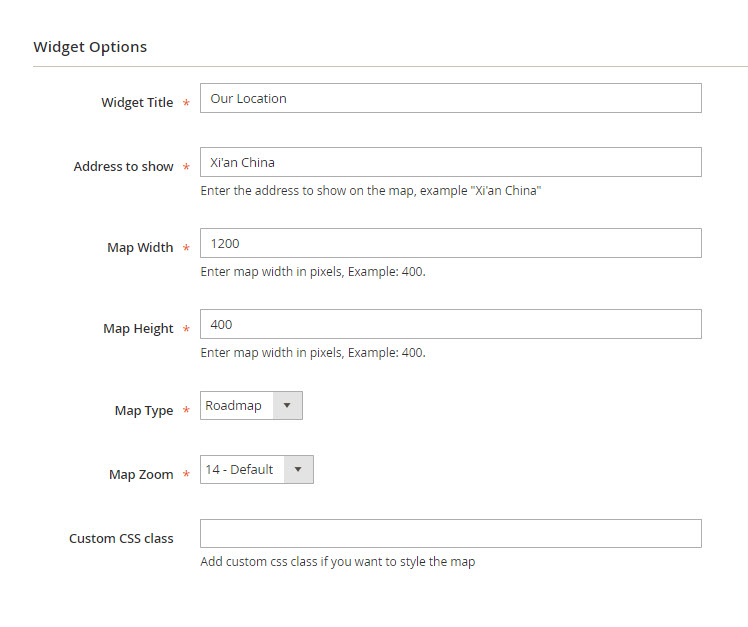 Widget Options
Widget Title *
Our Location
Address to show *
Xi'an China
Enter the address to show on the map, example "Xi'an China"
Map Width *
1200
Enter map width in pixels, Example: 400.
Map Height *
400
Enter map width in pixels, Example: 400.
Map Type *
Roadmap
Map Zoom *
14 - Default
Custom CSS class
Add custom css class if you want to style the map